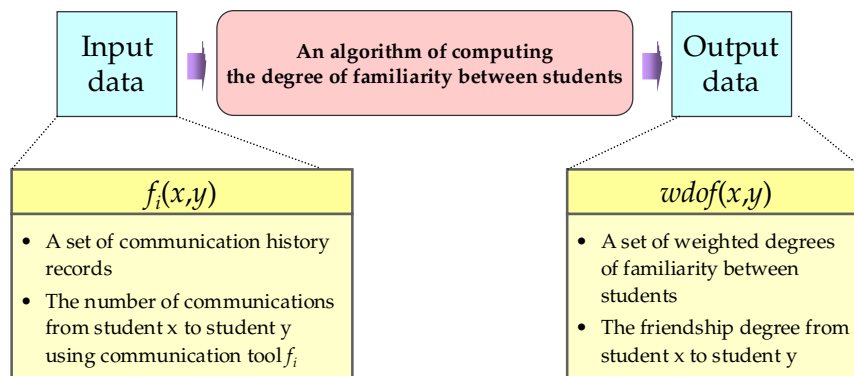 Input
data
An algorithm of computing
the degree of familiarity between students
Output
data
fi(x,y)
• A set of communication history
records
• The number of communications
from student x to student y
using communication tool fi
wdof(x,y)
• A set of weighted degrees
of familiarity between
students
• The friendship degree from
student x to student y